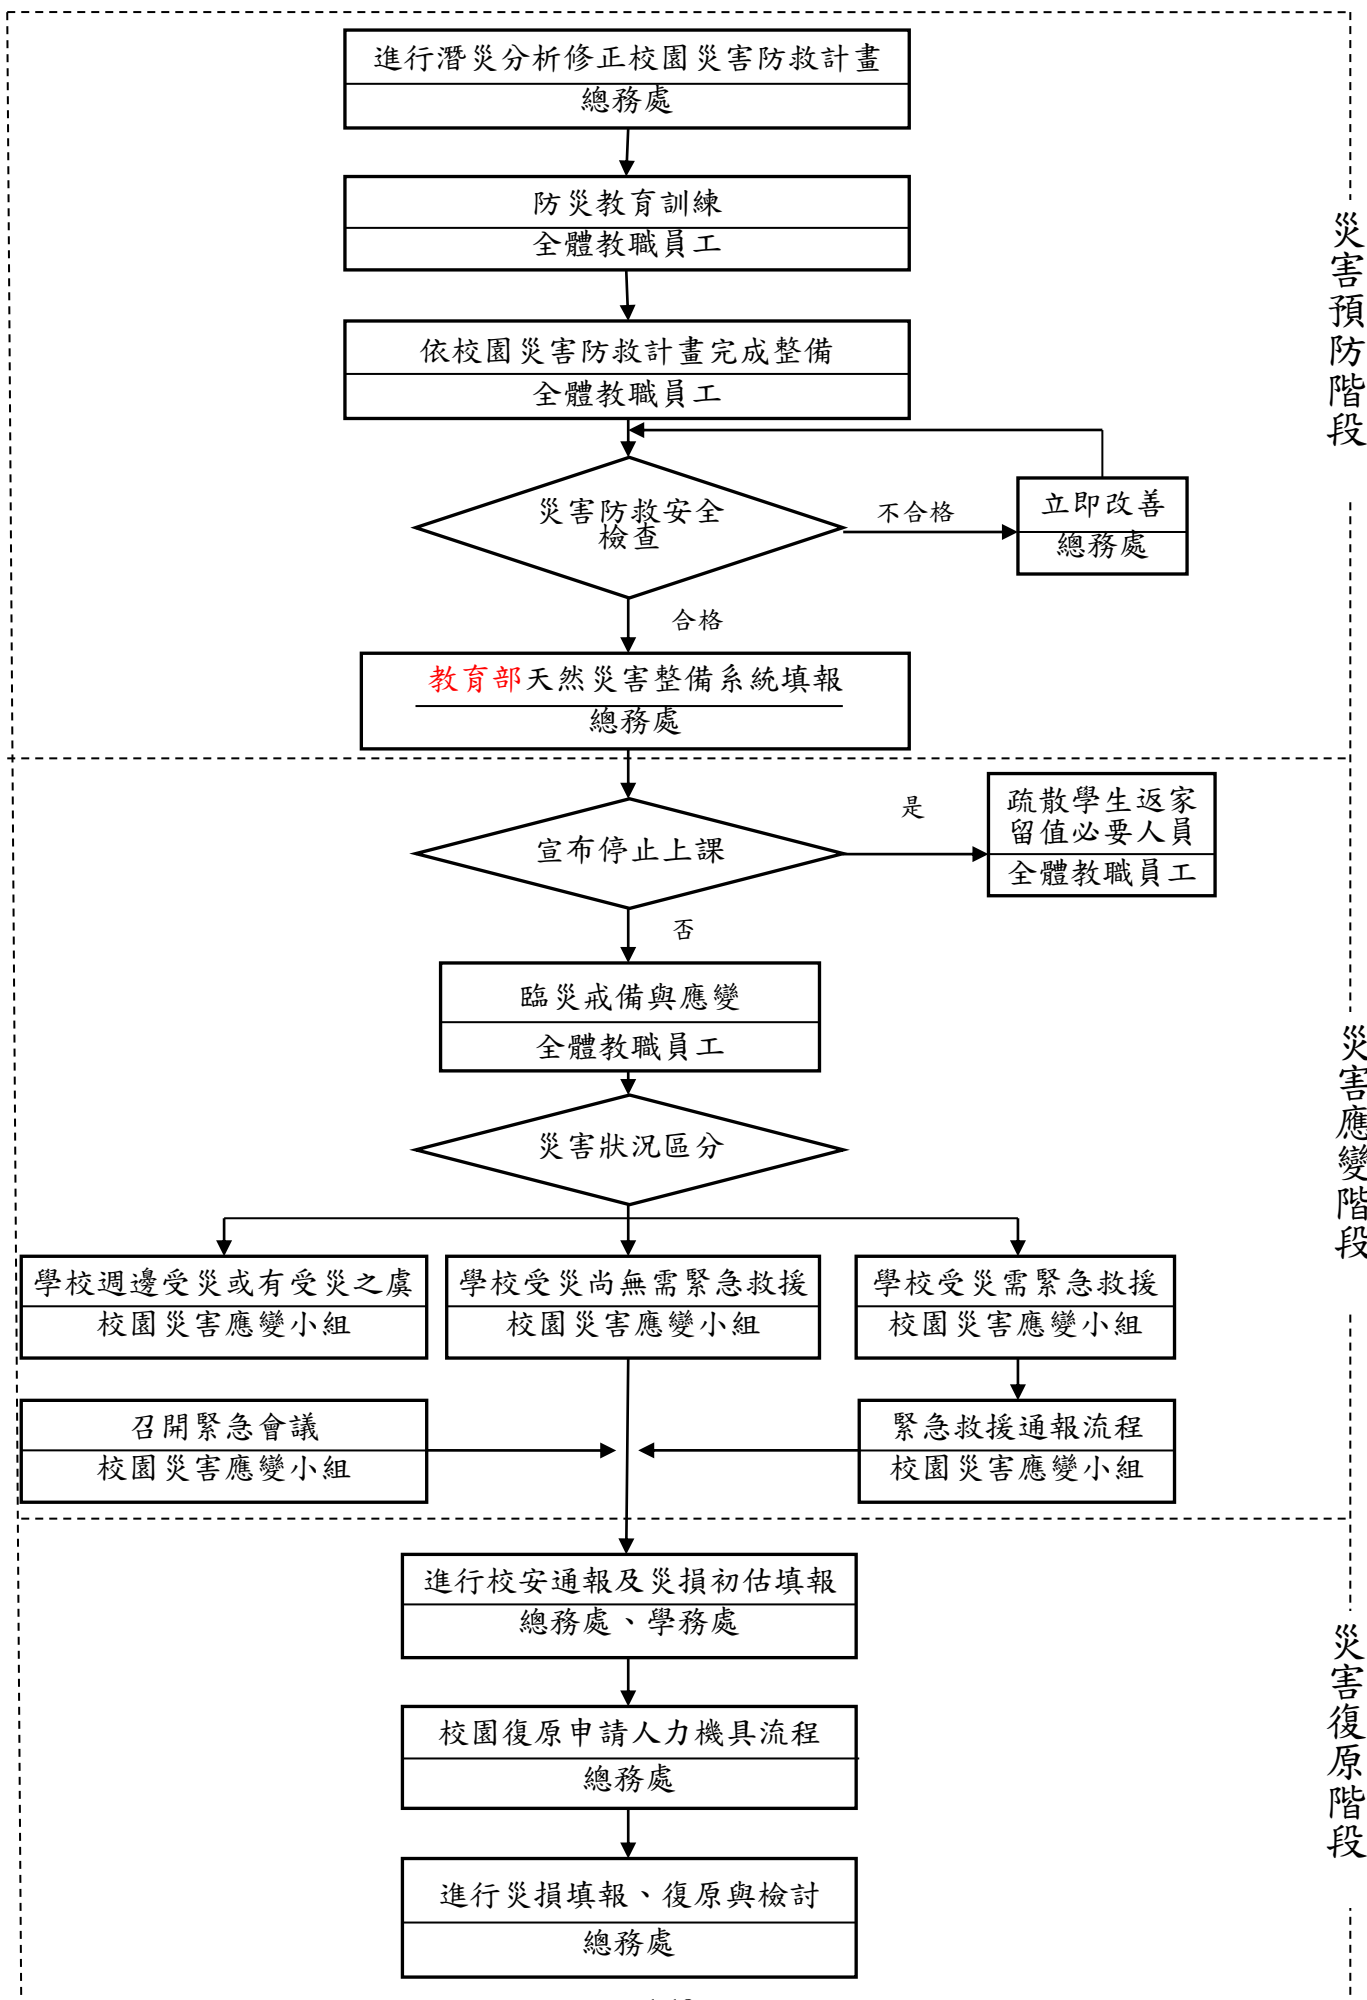 進行潛災分析修正校園災害防救計畫
總務處
防災教育訓練
全體教職員工
依校園災害防救計畫完成整備
全體教職員工
災害防救安全
檢查
不合格
立即改善
總務處
合格
教育部天然災害整備系統填報
總務處
災害預防階段
宣布停止上課
是
疏散學生返家
留值必要人員
全體教職員工
否
臨災戒備與應變
全體教職員工
災害狀況區分
學校週邊受災或有受災之虞
校園災害應變小組
學校受災尚無需緊急救援
校園災害應變小組
學校受災需緊急救援
校園災害應變小組
召開緊急會議
校園災害應變小組
緊急救援通報流程
校園災害應變小組
災害應變階段
進行校安通報及災損初估填報
總務處、學務處
校園復原申請人力機具流程
總務處
進行災損填報、復原與檢討
總務處
災害復原階段